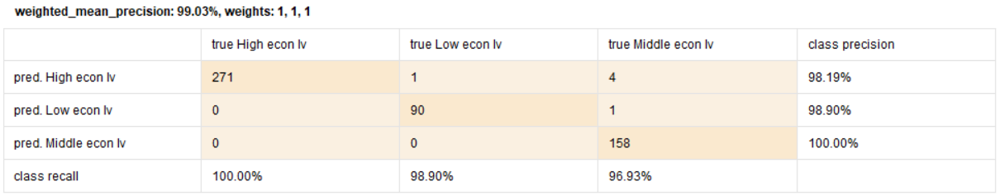 weighted_mean_precision: 99.03%, weights: 1, 1, 1
true High econ lv true Low econ lv true Middle econ lv class precision
pred. High econ lv 271 1 4 98.19%
pred. Low econ lv 0 90 1 98.90%
pred. Middle econ lv 0 0 158 100.00%
class recall 100.00% 98.90% 96.93%